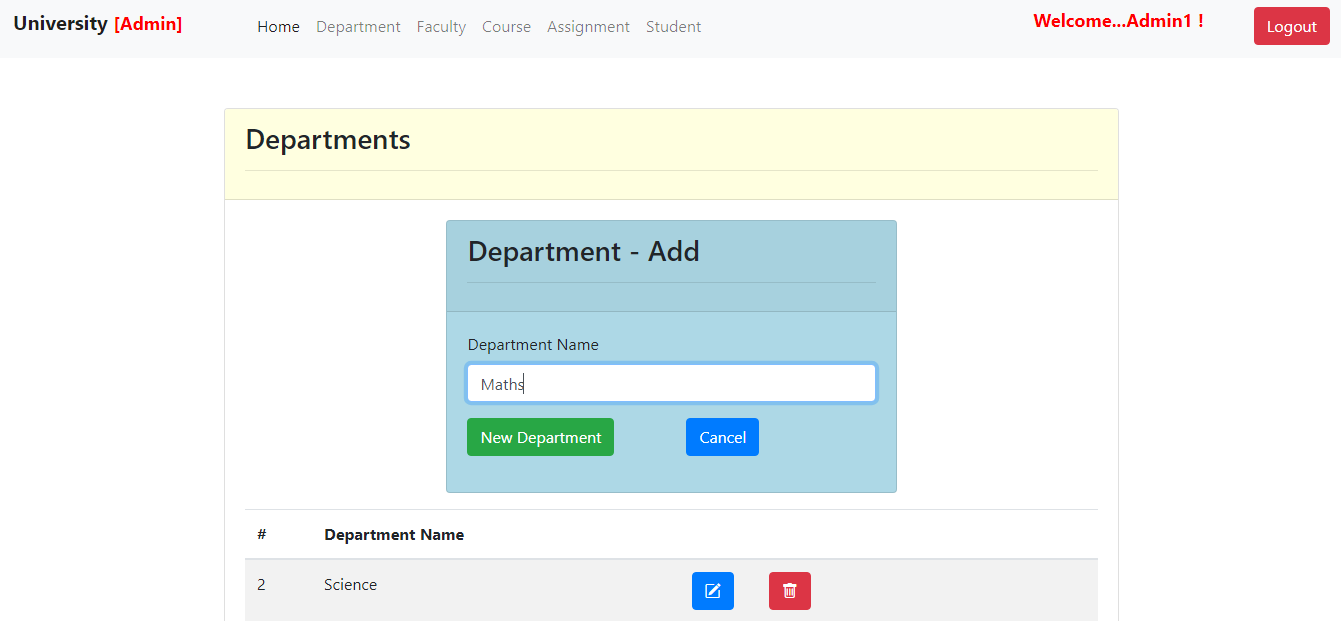 University [Admin] Home Department Faculty Course Assignment Student Welcome...Admin1 ! Logout
Departments
Department - Add
Department Name
Maths
New Department Cancel
# Department Name
2 Science